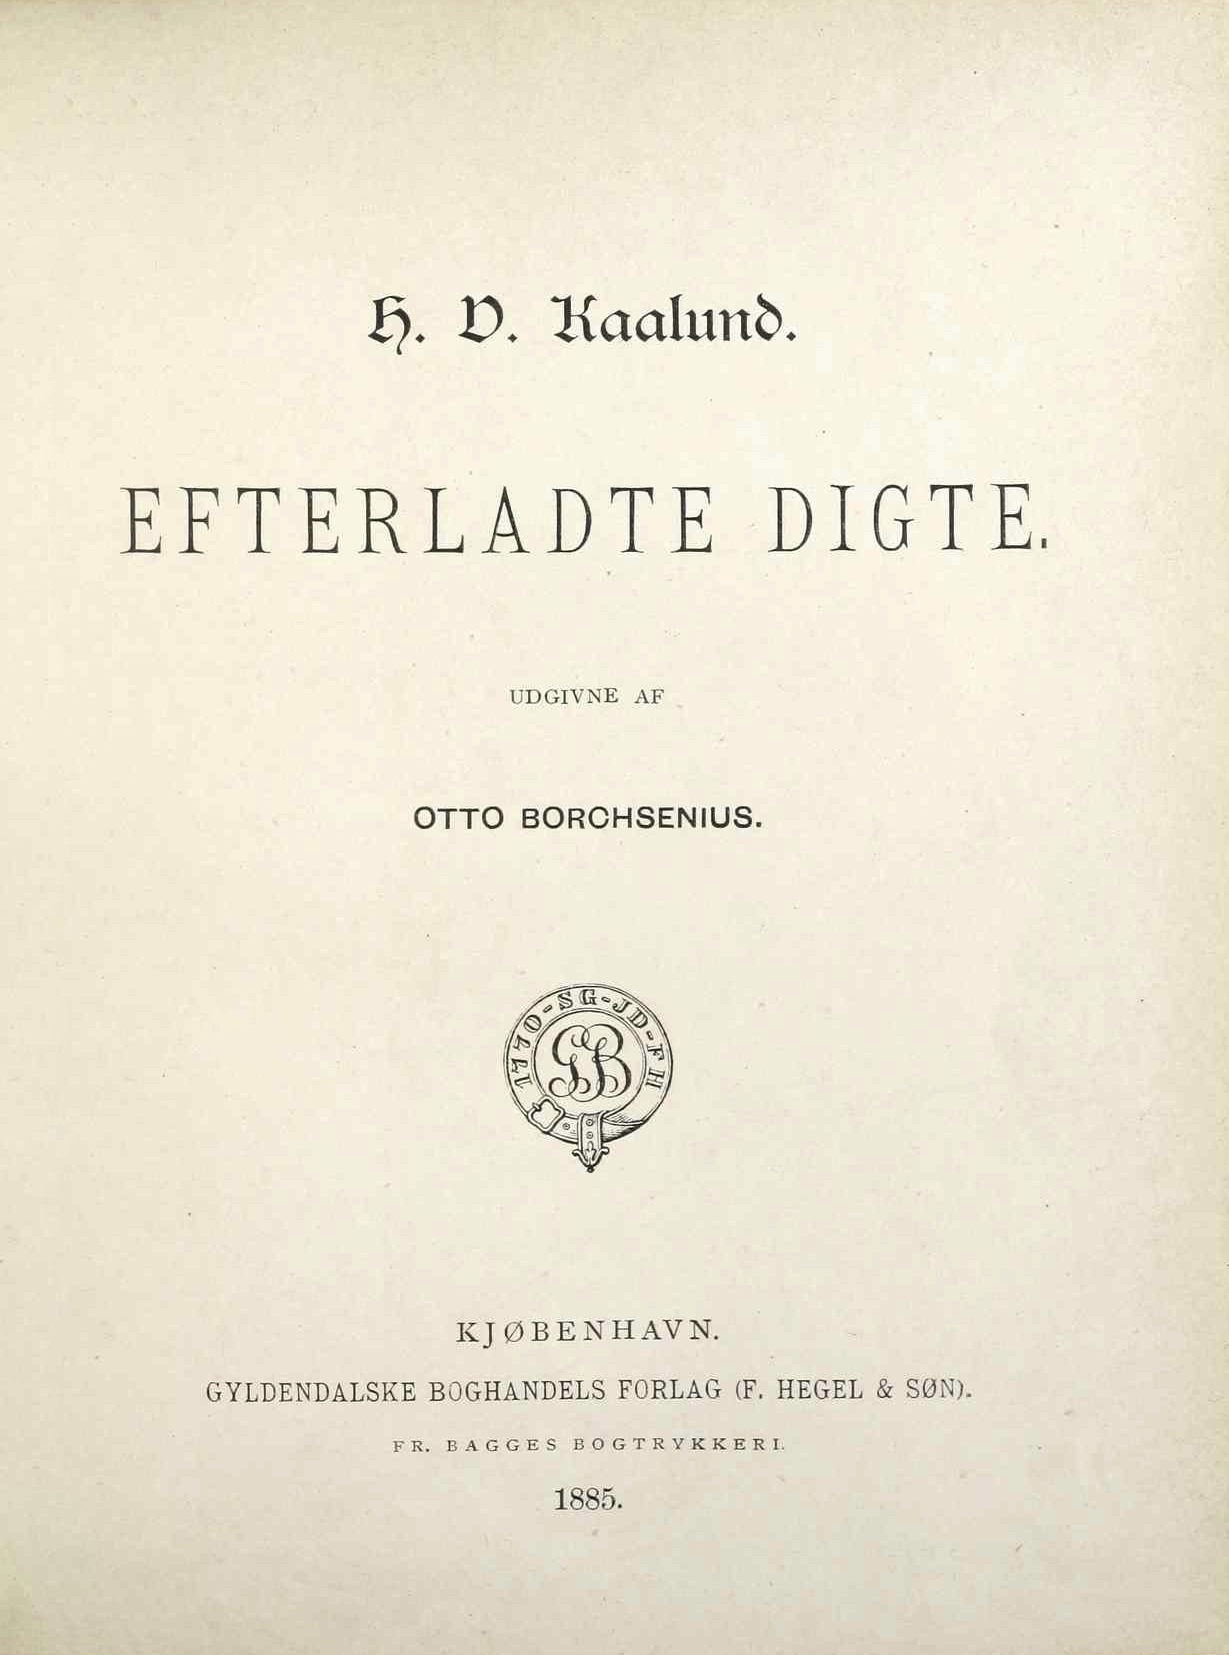 H. V. Kaalund.
EFTERLADTE DIGTE.
UDGIVNE AF
OTTO BORCHSENIUS.
1770-SG-JD-FH
GB
KJØBENHAVN.
GYLDENDALSKE BOGHANDELS FORLAG (F. HEGEL & SØN).
FR. BAGGES BOGTRYKKERI.
1885.